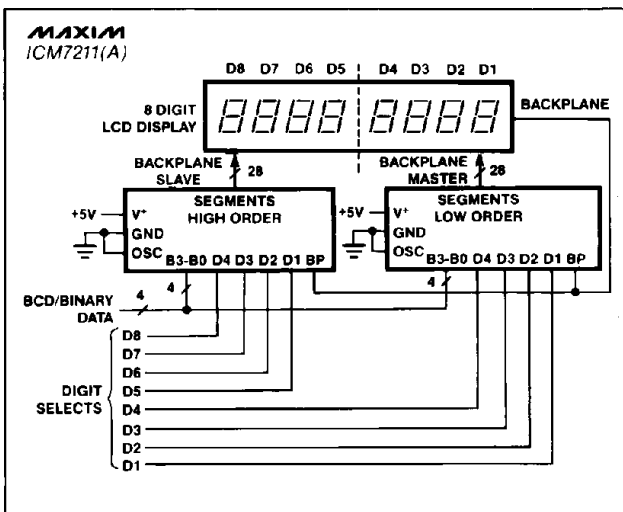 MAXIM
ICM7211(A)
D8 D7 D6 D5 D4 D3 D2 D1
8 DIGIT
LCD DISPLAY
8888 8888
BACKPLANE
BACKPLANE
SLAVE
28
BACKPLANE
MASTER
28
+5V
V+
GND
OSC
SEGMENTS
HIGH ORDER
B3-B0 D4 D3 D2 D1 BP
+5V
V+
GND
OSC
SEGMENTS
LOW ORDER
B3-B0 D4 D3 D2 D1 BP
4
4
BCD/BINARY
DATA
4
DIGIT
SELECTS
D8
D7
D6
D5
D4
D3
D2
D1